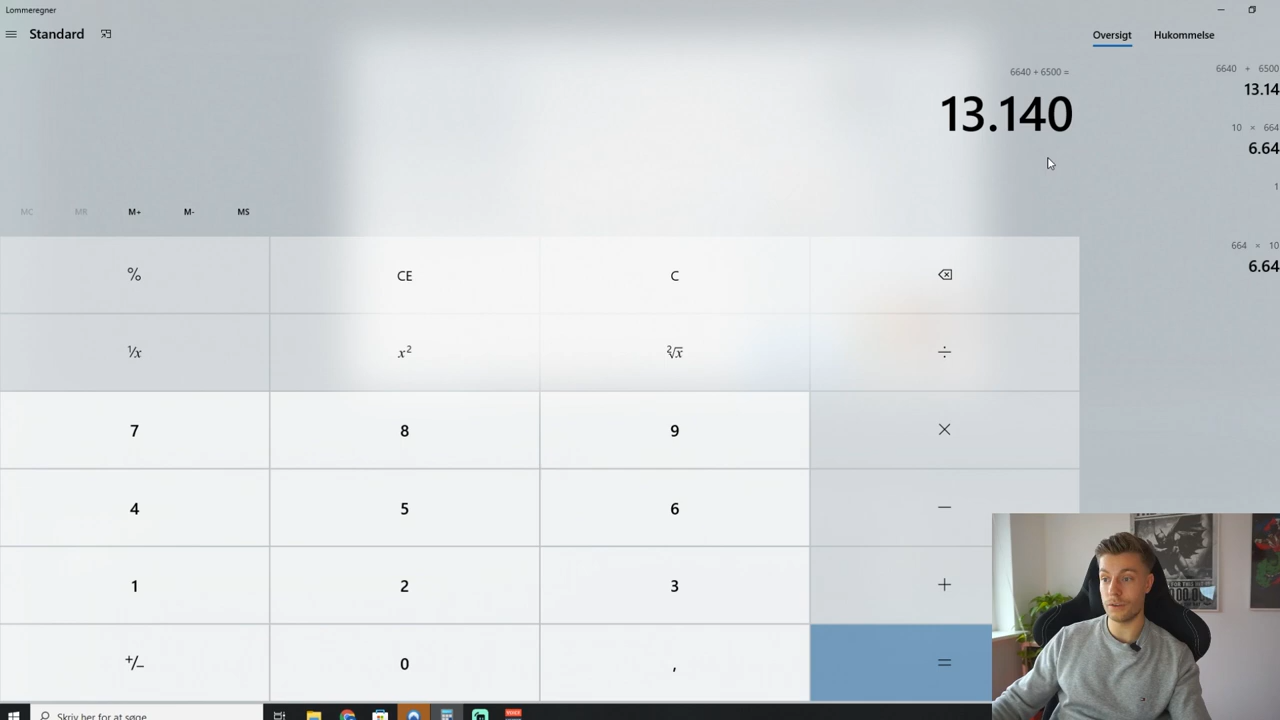 Lommeregner
Standard
Oversigt
Hukommelse
6640 + 6500 =
13.140
6640 + 6500
13.14
10 × 664
6.64
1
664 × 10
6.64
MC MR M+ M- MS
% CE C
¹/x x² ²√x ÷
7 8 9 ×
4 5 6 −
1 2 3 +
+/− 0 , =
Skriv her for at søge